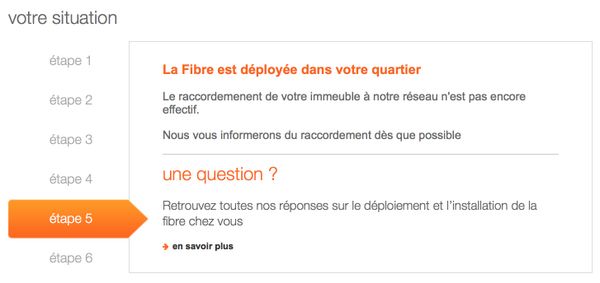 votre situation
étape 1
étape 2
étape 3
étape 4
étape 5
étape 6
La Fibre est déployée dans votre quartier
Le raccordemenent de votre immeuble à notre réseau n'est pas encore
effectif.
Nous vous informerons du raccordement dès que possible
une question ?
Retrouvez toutes nos réponses sur le déploiement et l'installation de la
fibre chez vous
en savoir plus